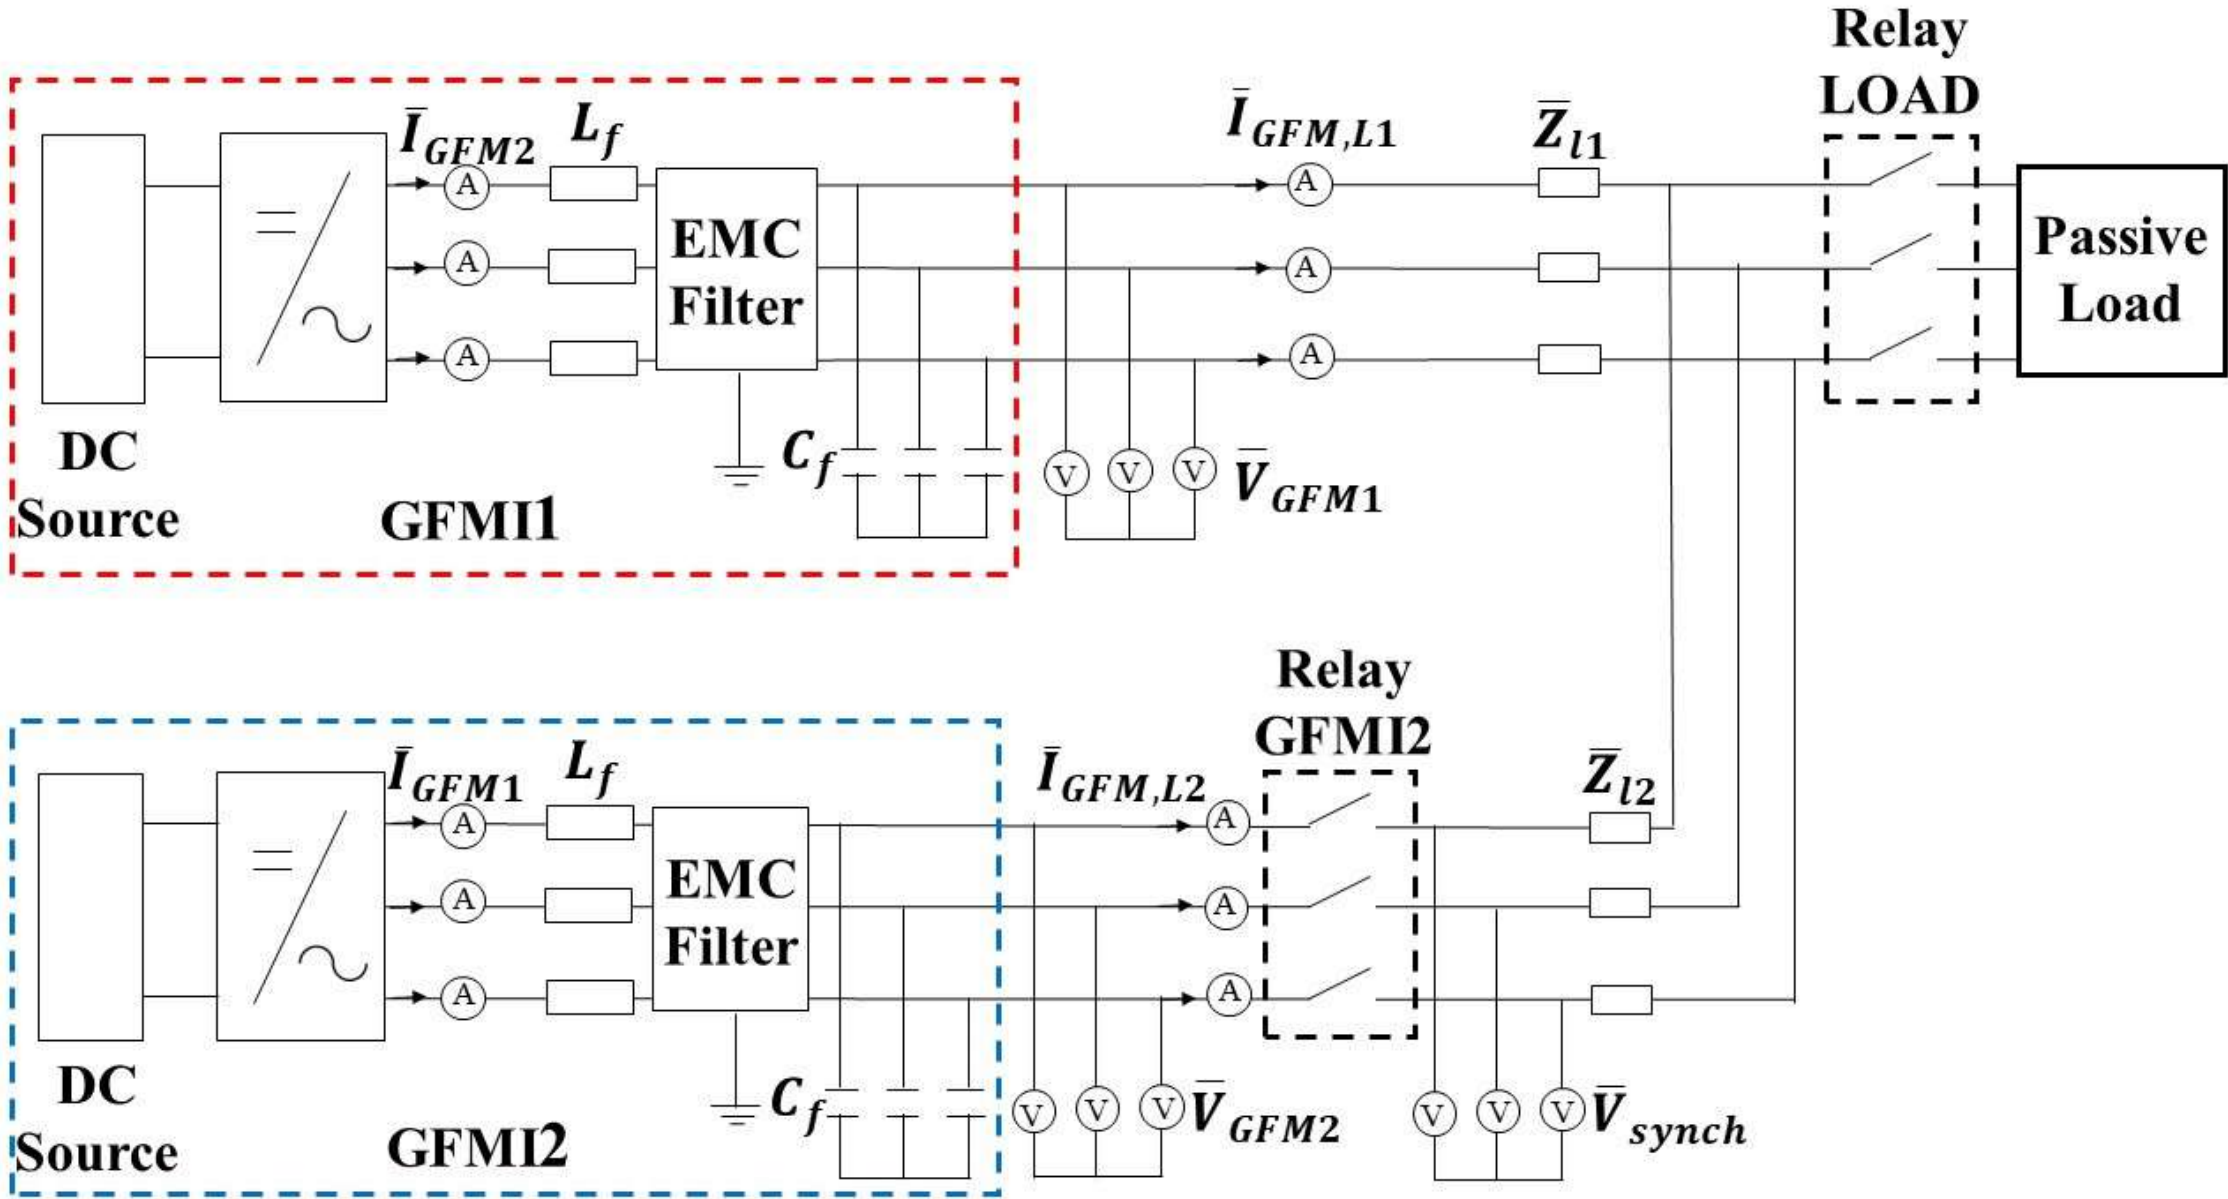 Relay
LOAD
Ī_GFM2
L_f
Ī_GFM,L1
Z̅_l1
A
A
A
EMC
Filter
A
A
A
Passive
Load
DC
Source
GFMI1
C_f
V
V
V
V̅_GFM1
Relay
GFMI2
Ī_GFM1
L_f
Ī_GFM,L2
Z̅_l2
A
A
A
EMC
Filter
A
A
A
DC
Source
GFMI2
C_f
V
V
V
V̅_GFM2
V
V
V
V̅_synch